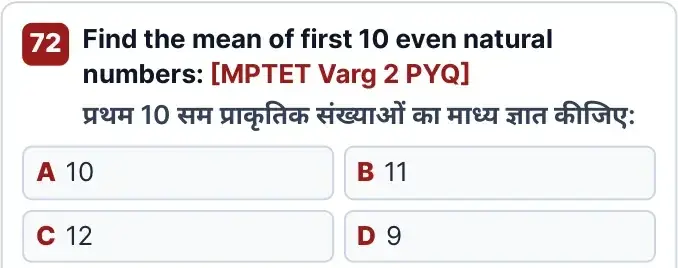 72 Find the mean of first 10 even natural
numbers: [MPTET Varg 2 PYQ]
प्रथम 10 सम प्राकृतिक संख्याओं का माध्य ज्ञात कीजिए:
A 10 B 11
C 12 D 9